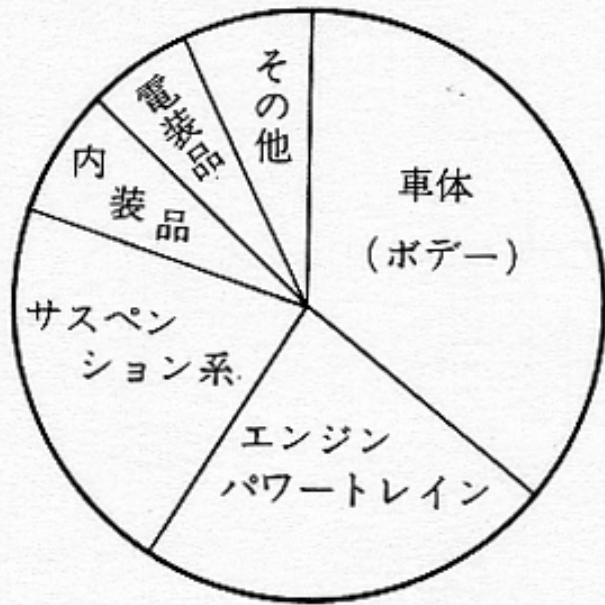 車体
(ボデー)
エンジン
パワートレイン
サスペン
ション系
内装品
電装品
その他